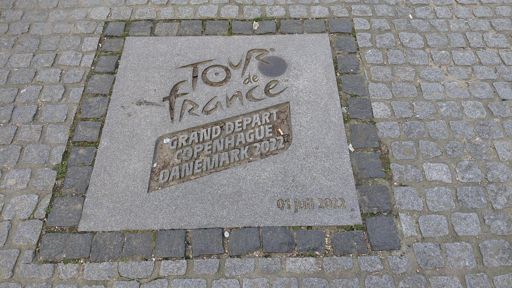 Tour
de
France
GRAND DEPART
COPENHAGUE
DANEMARK 2022
01 juli 2022